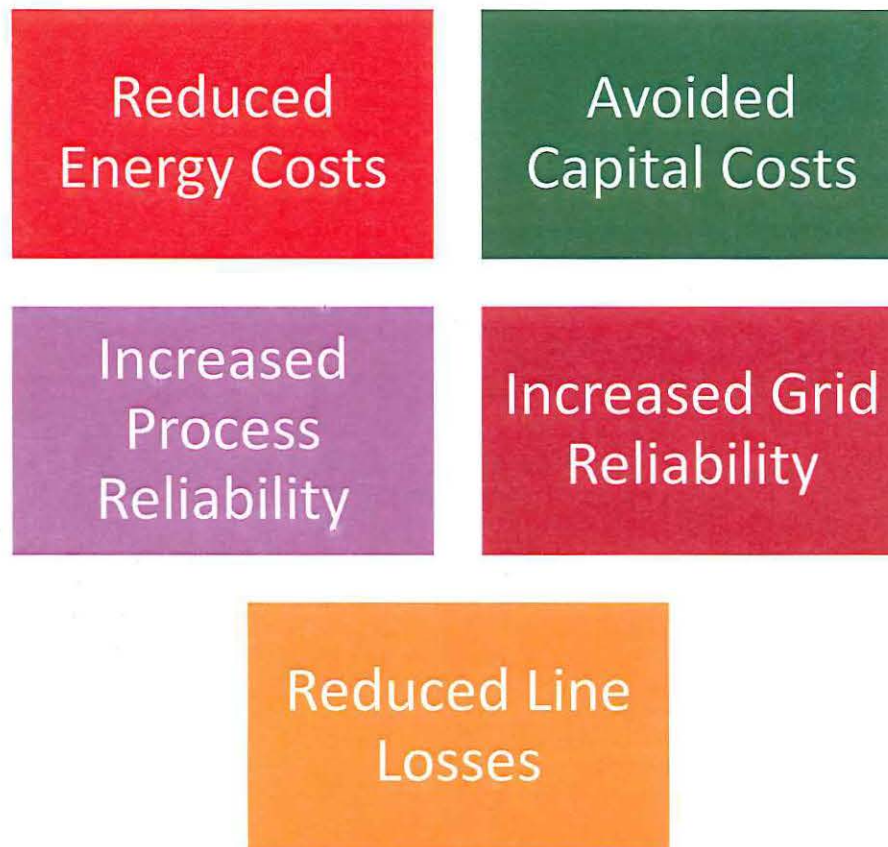 Reduced
Energy Costs
Avoided
Capital Costs
Increased
Process
Reliability
Increased Grid
Reliability
Reduced Line
Losses